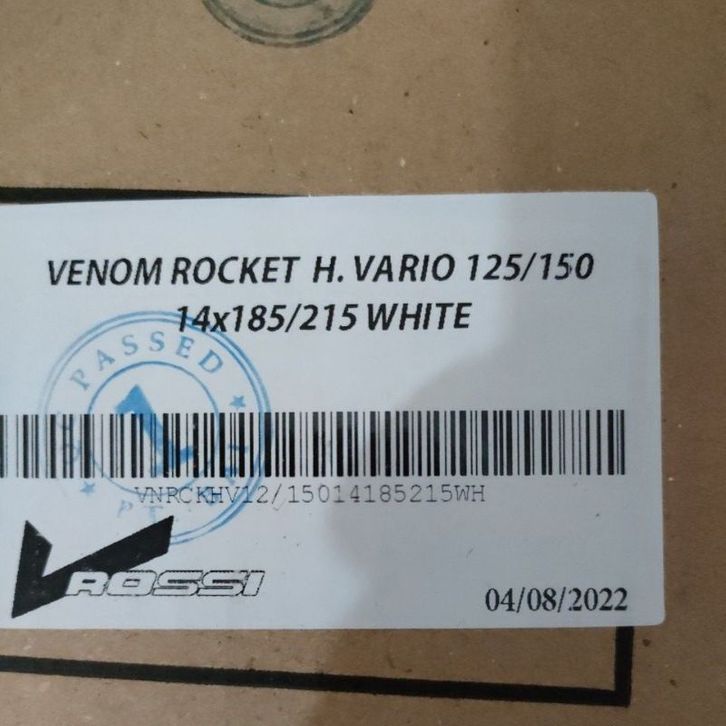 VENOM ROCKET H. VARIO 125/150
14x185/215 WHITE
PASSED
VNRCKHV12/15014185215WH
V ROSSI
04/08/2022